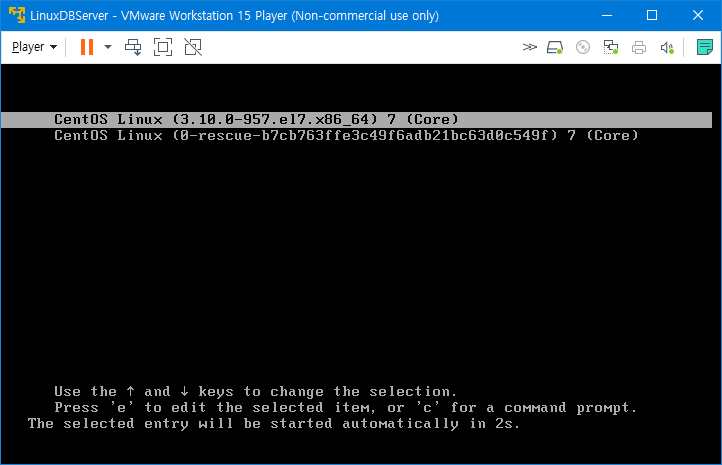 LinuxDBServer - VMware Workstation 15 Player (Non-commercial use only)
Player
CentOS Linux (3.10.0-957.el7.x86_64) 7 (Core)
CentOS Linux (0-rescue-b7cb763ffe3c49f6adb21bc63d0c549f) 7 (Core)
Use the ↑ and ↓ keys to change the selection.
Press 'e' to edit the selected item, or 'c' for a command prompt.
The selected entry will be started automatically in 2s.